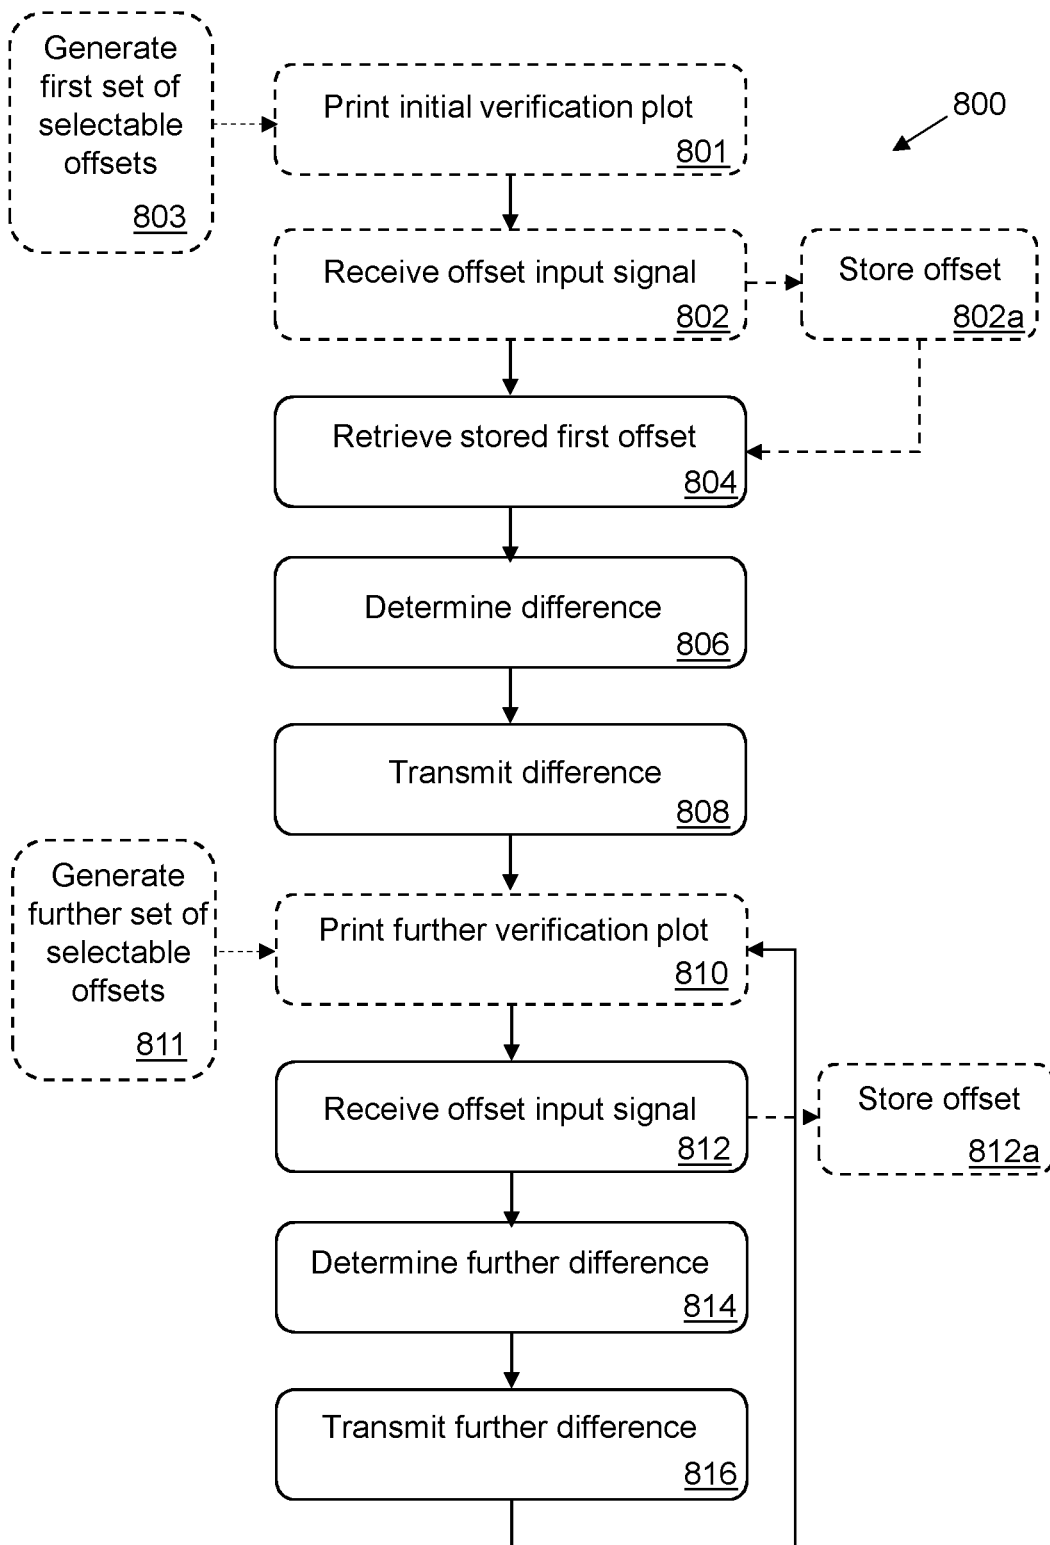 Generate
first set of
selectable
offsets
803
Print initial verification plot
801
800
Receive offset input signal
802
Store offset
802a
Retrieve stored first offset
804
Determine difference
806
Transmit difference
808
Generate
further set of
selectable
offsets
811
Print further verification plot
810
Receive offset input signal
812
Store offset
812a
Determine further difference
814
Transmit further difference
816